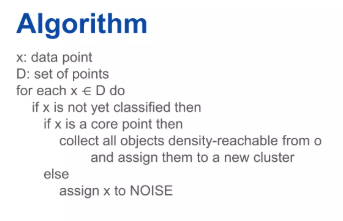 Algorithm
x: data point
D: set of points
for each x ∈ D do
if x is not yet classified then
if x is a core point then
collect all objects density-reachable from o
and assign them to a new cluster
else
assign x to NOISE